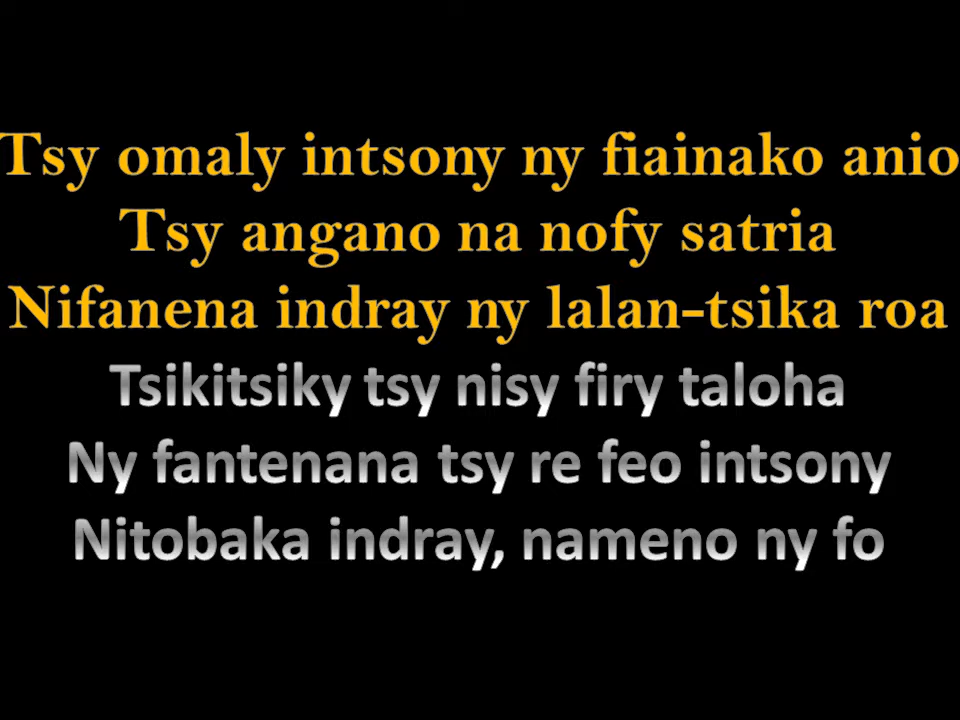 Tsy omaly intsony ny fiainako anio
Tsy angano na nofy satria
Nifanena indray ny lalan-tsika roa
Tsikitsiky tsy nisy firy taloha
Ny fantenana tsy re feo intsony
Nitobaka indray, nameno ny fo